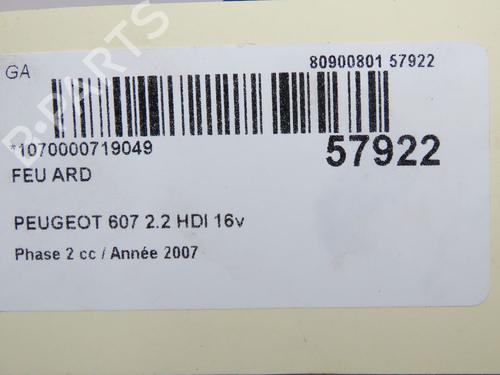 GA
80900801 57922
*1070000719049
57922
FEU ARD
PEUGEOT 607 2.2 HDI 16v
Phase 2 cc / Année 2007
B-PARTS